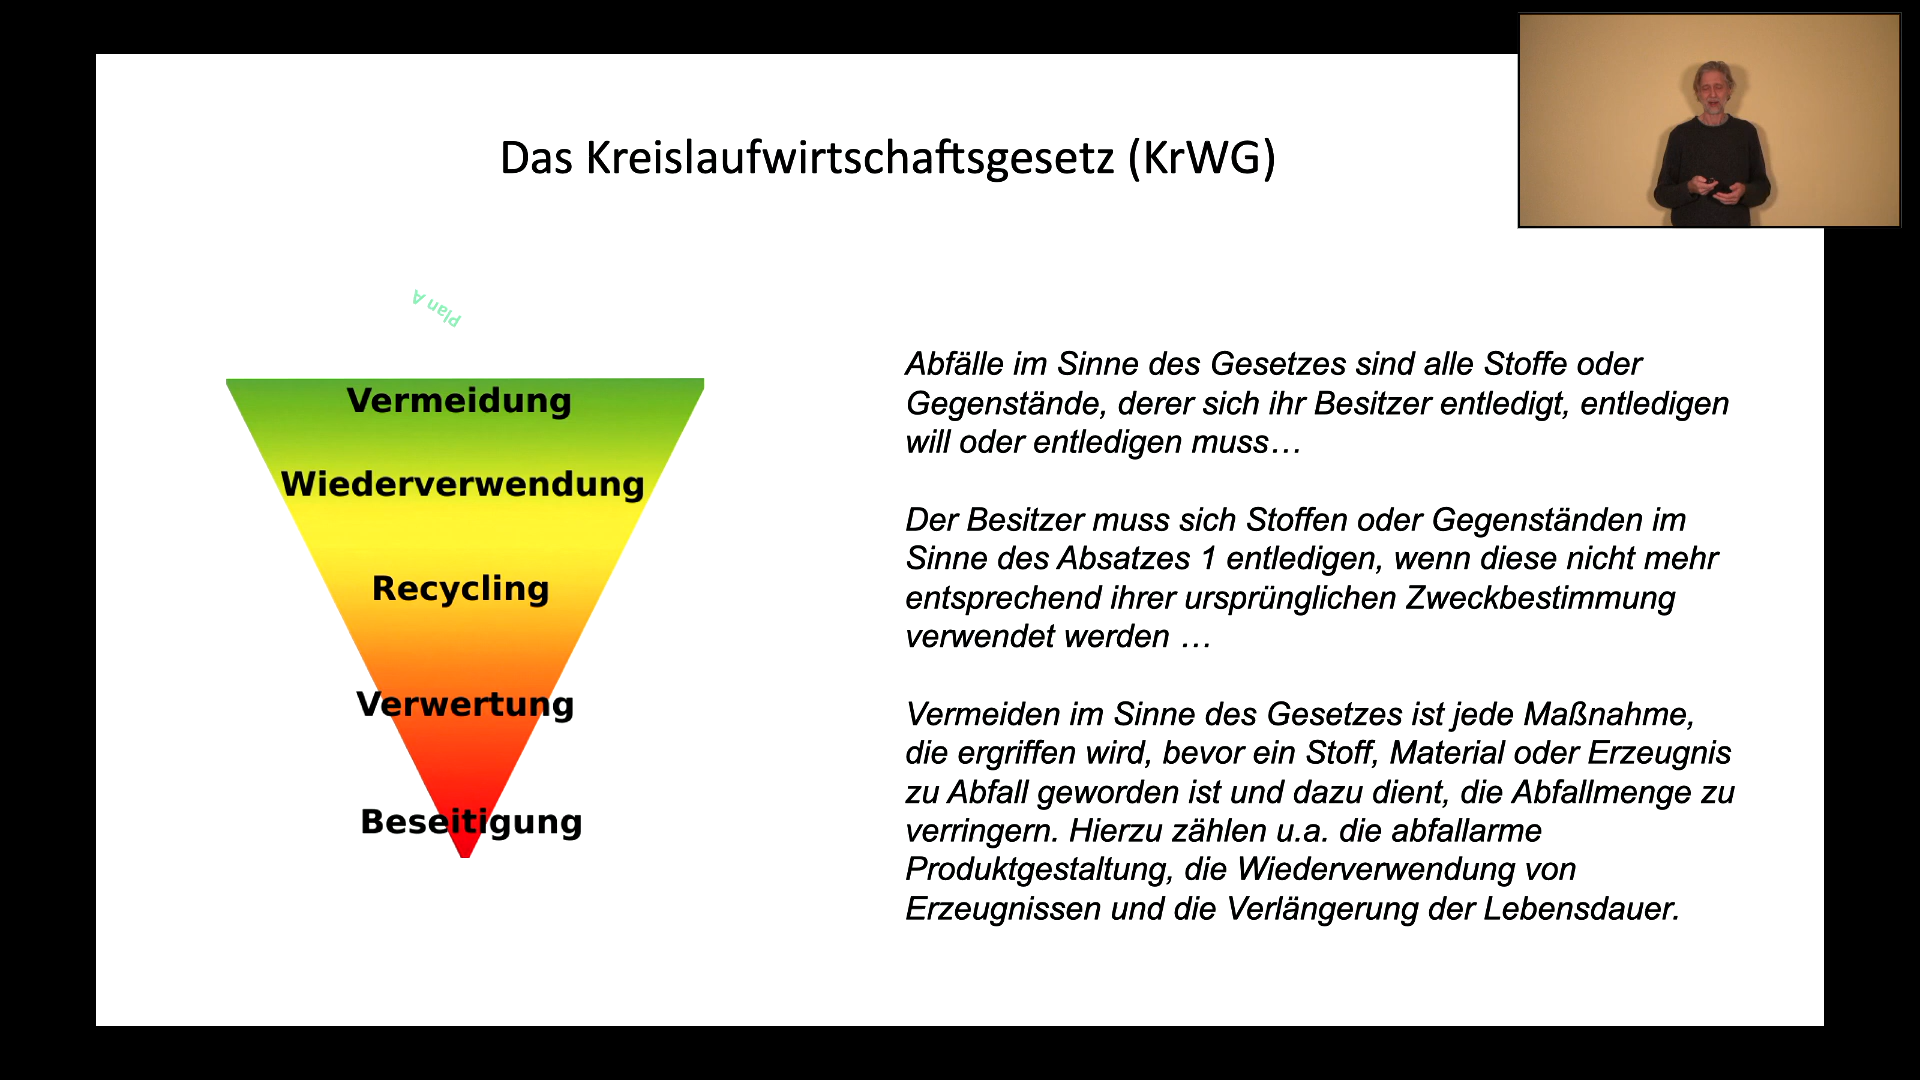 Das Kreislaufwirtschaftsgesetz (KrWG)
Plan A
Vermeidung
Wiederverwendung
Recycling
Verwertung
Beseitigung
Abfälle im Sinne des Gesetzes sind alle Stoffe oder
Gegenstände, derer sich ihr Besitzer entledigt, entledigen
will oder entledigen muss…
Der Besitzer muss sich Stoffen oder Gegenständen im
Sinne des Absatzes 1 entledigen, wenn diese nicht mehr
entsprechend ihrer ursprünglichen Zweckbestimmung
verwendet werden …
Vermeiden im Sinne des Gesetzes ist jede Maßnahme,
die ergriffen wird, bevor ein Stoff, Material oder Erzeugnis
zu Abfall geworden ist und dazu dient, die Abfallmenge zu
verringern. Hierzu zählen u.a. die abfallarme
Produktgestaltung, die Wiederverwendung von
Erzeugnissen und die Verlängerung der Lebensdauer.